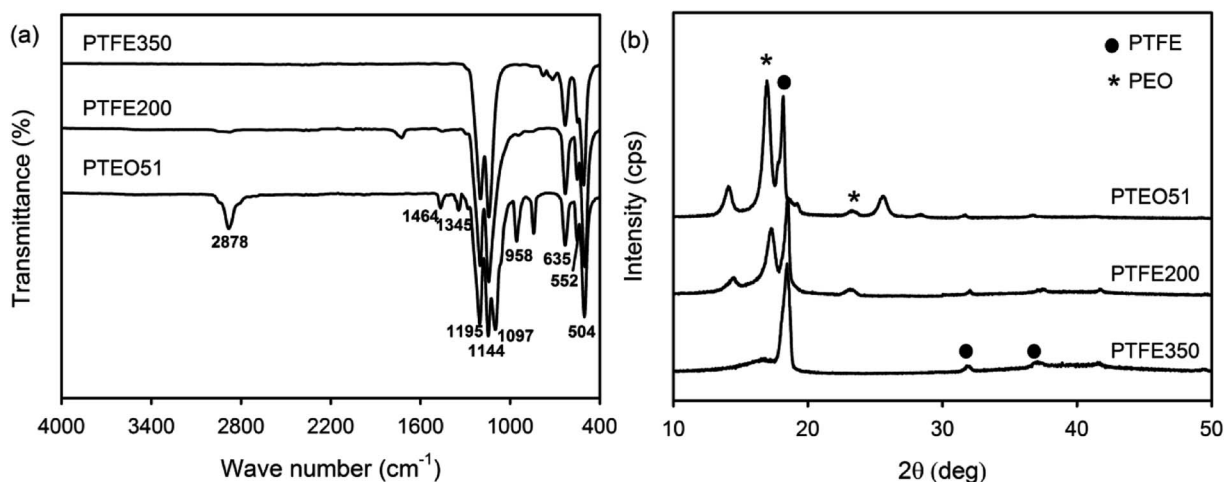 (a)
PTFE350
PTFE200
PTEO51
2878
1464
1345
958
635
552
1195
1097
504
1144
Transmittance (%)
4000 2800 2200 1600 1000 400
Wave number (cm⁻¹)
(b)
● PTFE
* PEO
*
●
*
PTEO51
PTFE200
● ●
PTFE350
Intensity (cps)
10 20 30 40 50
2θ (deg)